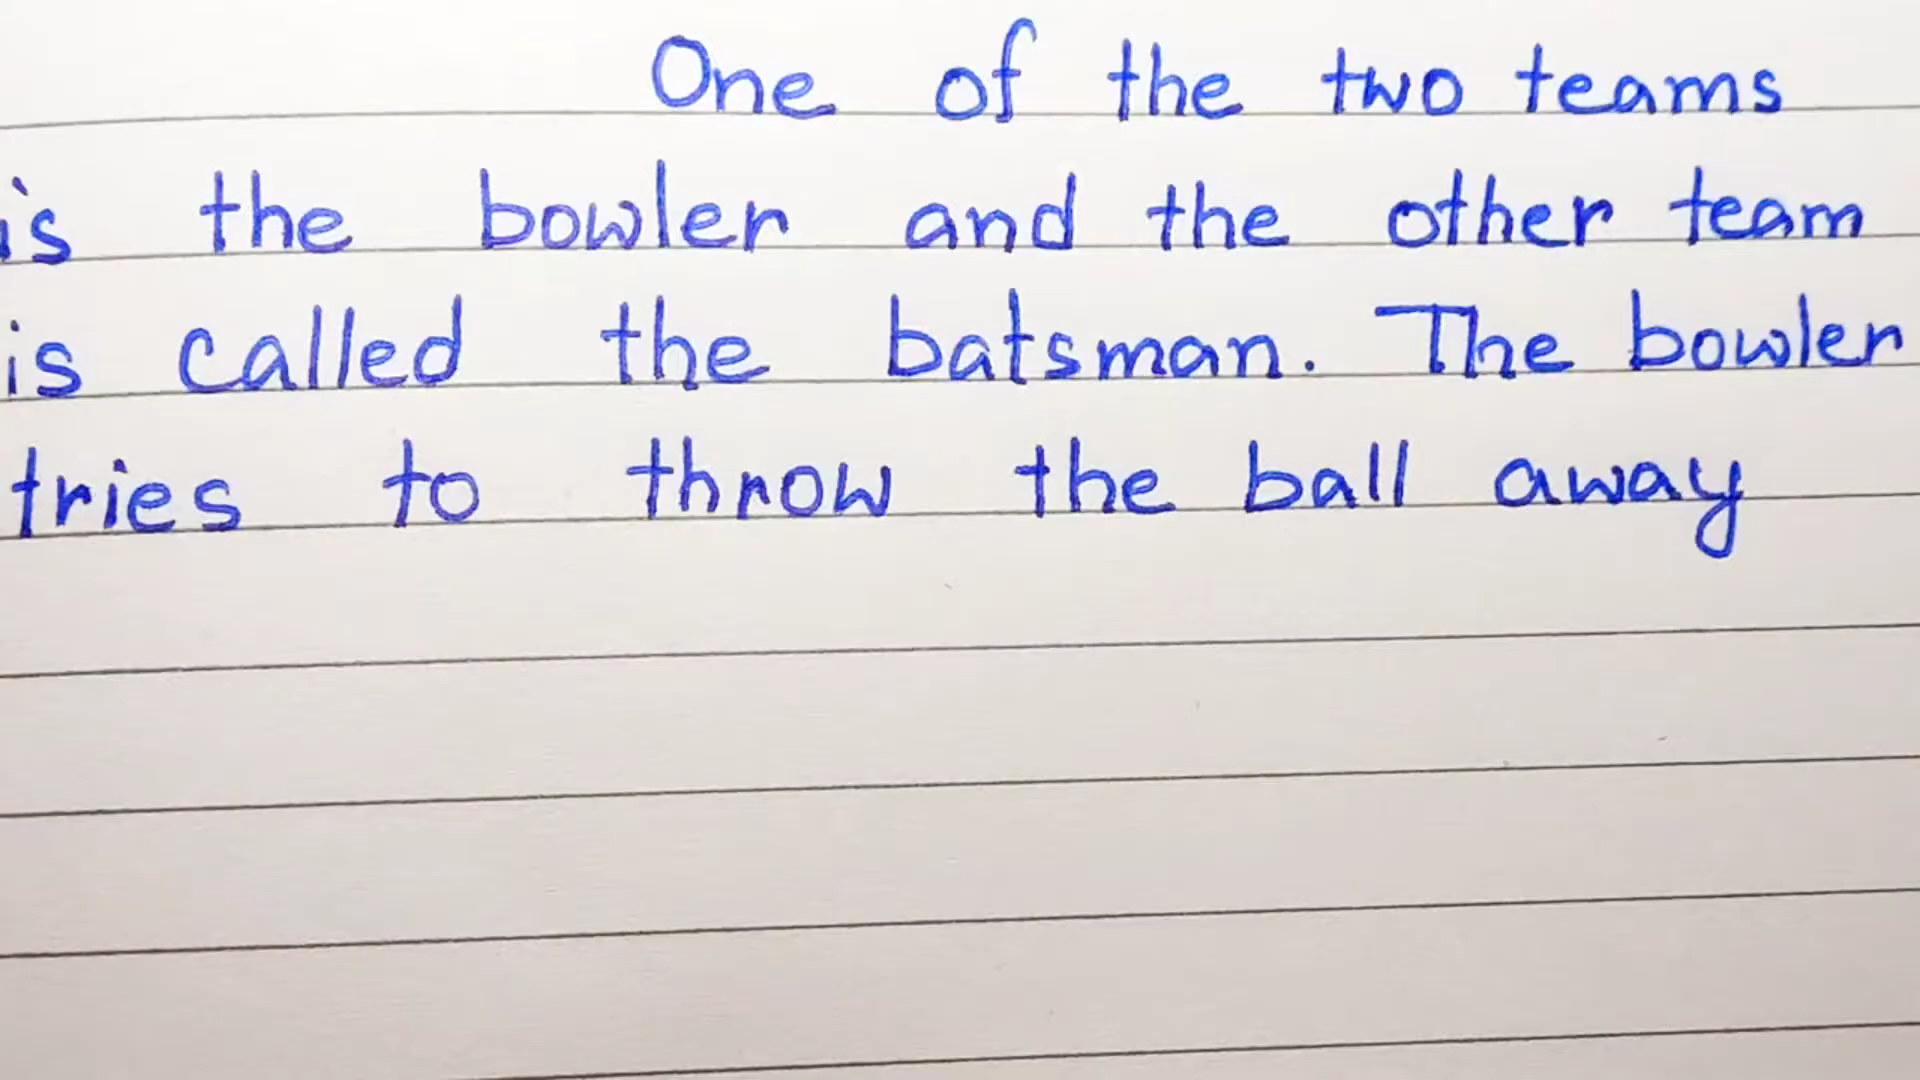 One of the two teams
is the bowler and the other team
is called the batsman. The bowler
tries to throw the ball away